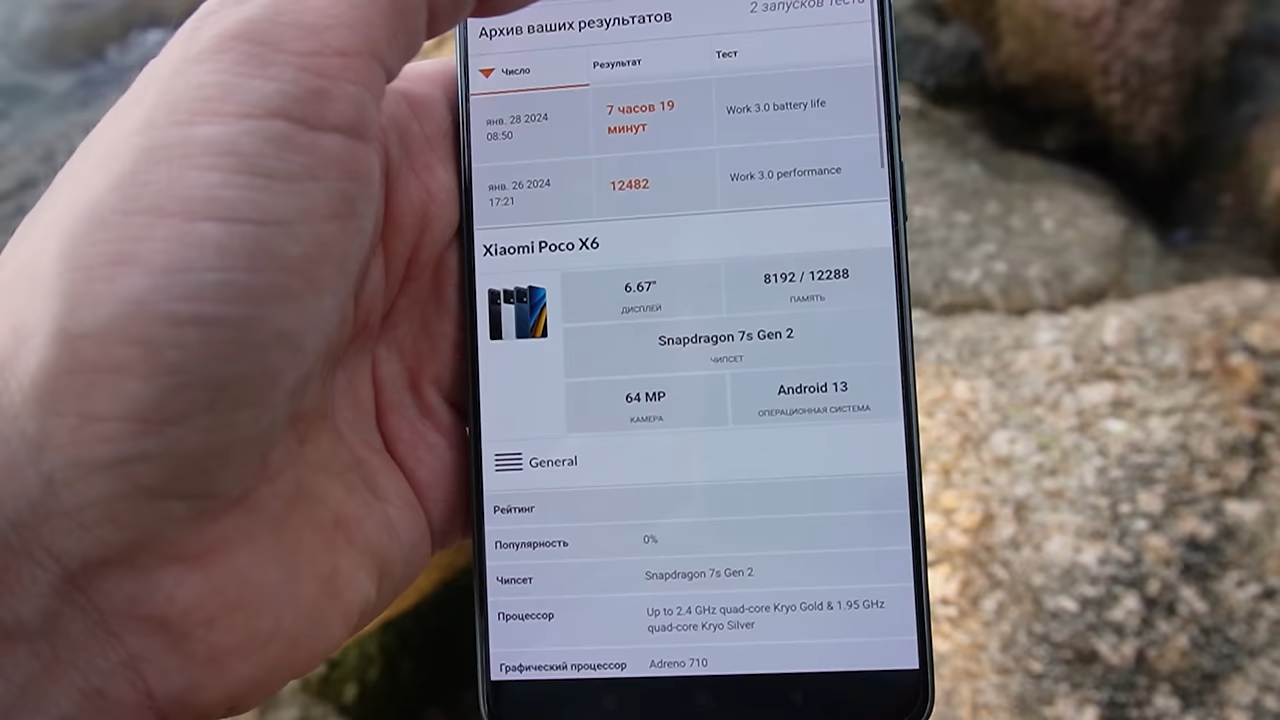 Архив ваших результатов
2 запусков теста
Число
Результат
Тест
янв. 28 2024
08:50
7 часов 19
минут
Work 3.0 battery life
янв. 26 2024
17:21
12482
Work 3.0 performance
Xiaomi Poco X6
6.67"
ДИСПЛЕЙ
8192 / 12288
ПАМЯТЬ
Snapdragon 7s Gen 2
ЧИПСЕТ
64 MP
КАМЕРА
Android 13
ОПЕРАЦИОННАЯ СИСТЕМА
General
Рейтинг
Популярность
0%
Чипсет
Snapdragon 7s Gen 2
Процессор
Up to 2.4 GHz quad-core Kryo Gold & 1.95 GHz
quad-core Kryo Silver
Графический процессор
Adreno 710